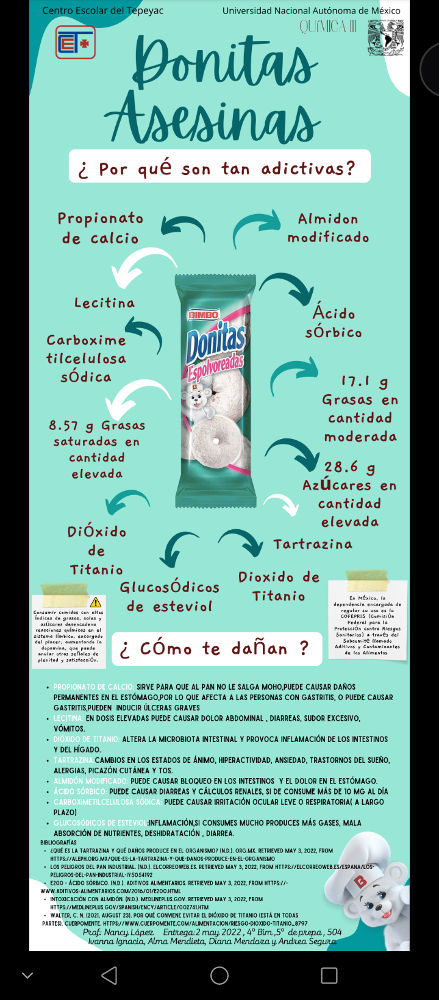 Centro Escolar del Tepeyac
Universidad Nacional Autónoma de México
QUÍMICA III
CET
Donitas
Asesinas
¿ Por qué son tan adictivas?
Propionato
de calcio
Almidon
modificado
Lecitina
Ácido
sÓrbico
Carboxime
tilcelulosa
sÓdica
17.1 g
Grasas en
cantidad
moderada
8.57 g Grasas
saturadas en
cantidad
elevada
28.6 g
Azúcares en
cantidad
elevada
BIMBO
Donitas
Espolvoreadas
DiÓxido
de
Titanio
Tartrazina
GlucosÓdicos
de esteviol
Dioxido de
Titanio
Consumir comidas con altos
Índices de grasas, sales y
azÚcares desencadena
reacciones quÍmicas en el
sistema lÍmbico, encargado
del placer, aumentando la
dopamina, que puede
anular otras seÑales de
plenitud y satisfacciÓn.
En MÉxico, la
dependencia encargada de
regular su uso es la
COFEPRIS (ComisiÓn
Federal para la
ProtecciÓn contra Riesgos
Sanitarios) a travÉs del
SubcomitÉ llamado
Aditivos y Contaminantes
de los Alimentos
¿ CÓmo te daÑan ?
• PROPIONATO DE CALCIO: SIRVE PARA QUE AL PAN NO LE SALGA MOHO,PUEDE CAUSAR DAÑOS
PERMANENTES EN EL ESTÓMAGO,POR LO QUE AFECTA A LAS PERSONAS CON GASTRITIS, O PUEDE CAUSAR
GASTRITIS,PUEDEN INDUCIR ÚLCERAS GRAVES
• LECITINA: EN DOSIS ELEVADAS PUEDE CAUSAR DOLOR ABDOMINAL , DIARREAS, SUDOR EXCESIVO,
VÓMITOS.
• DIÓXIDO DE TITANIO: ALTERA LA MICROBIOTA INTESTINAL Y PROVOCA INFLAMACIÓN DE LOS INTESTINOS
Y DEL HÍGADO.
• TARTRAZINA:CAMBIOS EN LOS ESTADOS DE ÁNIMO, HIPERACTIVIDAD, ANSIEDAD, TRASTORNOS DEL SUEÑO,
ALERGIAS, PICAZÓN CUTÁNEA Y TOS.
• ALMIDÓN MODIFICADO: PUEDE CAUSAR BLOQUEO EN LOS INTESTINOS Y EL DOLOR EN EL ESTÓMAGO.
• ÁCIDO SÓRBICO: PUEDE CAUSAR DIARREAS Y CÁLCULOS RENALES, SI DE CONSUME MÁS DE 10 MG AL DÍA
• CARBOXIMETILCELULOSA SÓDICA: PUEDE CAUSAR IRRITACIÓN OCULAR LEVE O RESPIRATORIA( A LARGO
PLAZO)
• GLUCOSÓDICOS DE ESTEVIOL:INFLAMACIÓN,SI CONSUMES MUCHO PRODUCES MÁS GASES, MALA
ABSORCIÓN DE NUTRIENTES, DESHIDRATACIÓN , DIARREA.
BIBLIOGRAFÍAS
• ¿QUÉ ES LA TARTRAZINA Y QUÉ DAÑOS PRODUCE EN EL ORGANISMO? (N.D.). ORG.MX. RETRIEVED MAY 3, 2022, FROM
HTTPS://ALEPH.ORG.MX/QUE-ES-LA-TARTRAZINA-Y-QUE-DANOS-PRODUCE-EN-EL-ORGANISMO
• LOS PELIGROS DEL PAN INDUSTRIAL. (N.D.). ELCORREOWEB.ES. RETRIEVED MAY 3, 2022, FROM HTTPS://ELCORREOWEB.ES/ESPANA/LOS-
PELIGROS-DEL-PAN-INDUSTRIAL-IY5054192
• E200 - ÁCIDO SÓRBICO. (N.D.). ADITIVOS ALIMENTARIOS. RETRIEVED MAY 3, 2022, FROM HTTPS://-
WWW.ADITIVOS-ALIMENTARIOS.COM/2016/01/E200.HTML
• INTOXICACIÓN CON ALMIDÓN. (N.D.). MEDLINEPLUS.GOV. RETRIEVED MAY 3, 2022, FROM
HTTPS://MEDLINEPLUS.GOV/SPANISH/ENCY/ARTICLE/002741.HTM
• WALTER, C. N. (2021, AUGUST 23). POR QUÉ CONVIENE EVITAR EL DIÓXIDO DE TITANIO (ESTÁ EN TODAS
PARTES). CUERPOMENTE. HTTPS://WWW.CUERPOMENTE.COM/ALIMENTACION/RIESGO-DIOXIDO-TITANIO_8797
Prof: Nancy López Entrega:2 may 2022 , 4° Bim ,5° de prepa , 504
Ivanna Ignacio, Alma Mendieta, Diana Mendoza y Andrea Segura